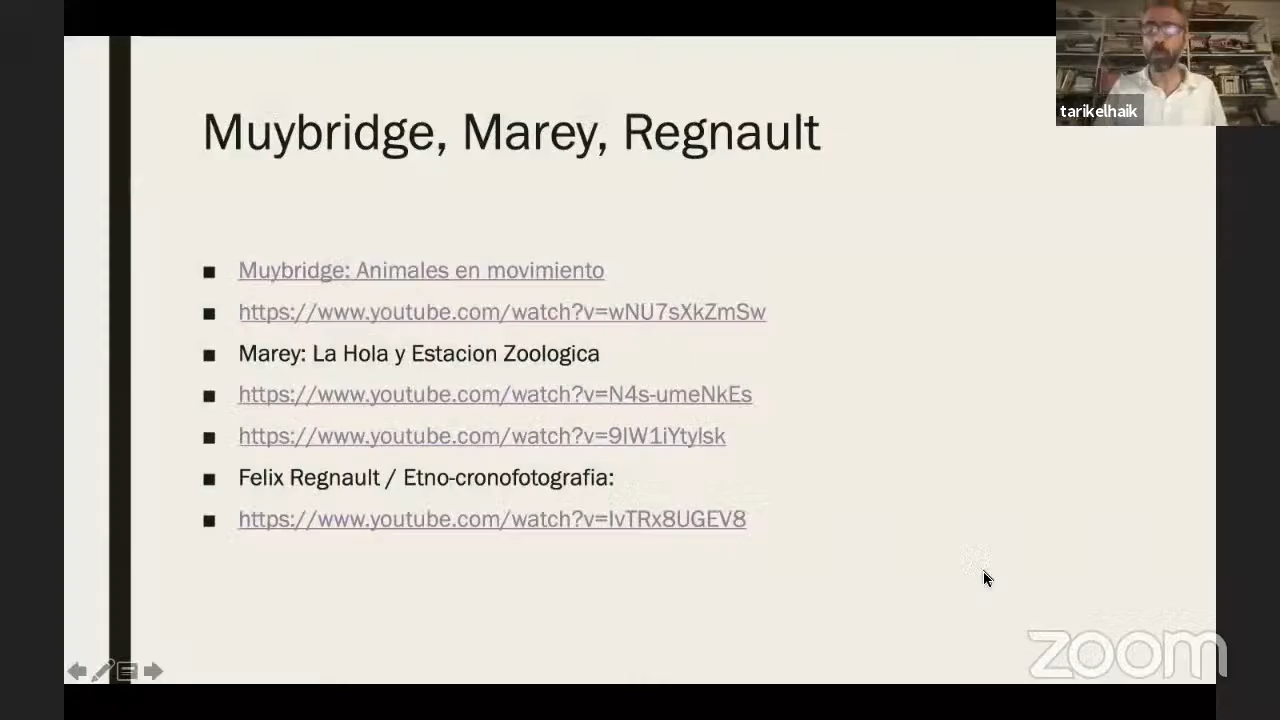 Muybridge, Marey, Regnault
tarikelhaik
Muybridge: Animales en movimiento
https://www.youtube.com/watch?v=wNU7sXkZmSw
Marey: La Hola y Estacion Zoologica
https://www.youtube.com/watch?v=N4s-umeNkEs
https://www.youtube.com/watch?v=9IW1iYtylsk
Felix Regnault / Etno-cronofotografia:
https://www.youtube.com/watch?v=IvTRx8UGEV8
zoom